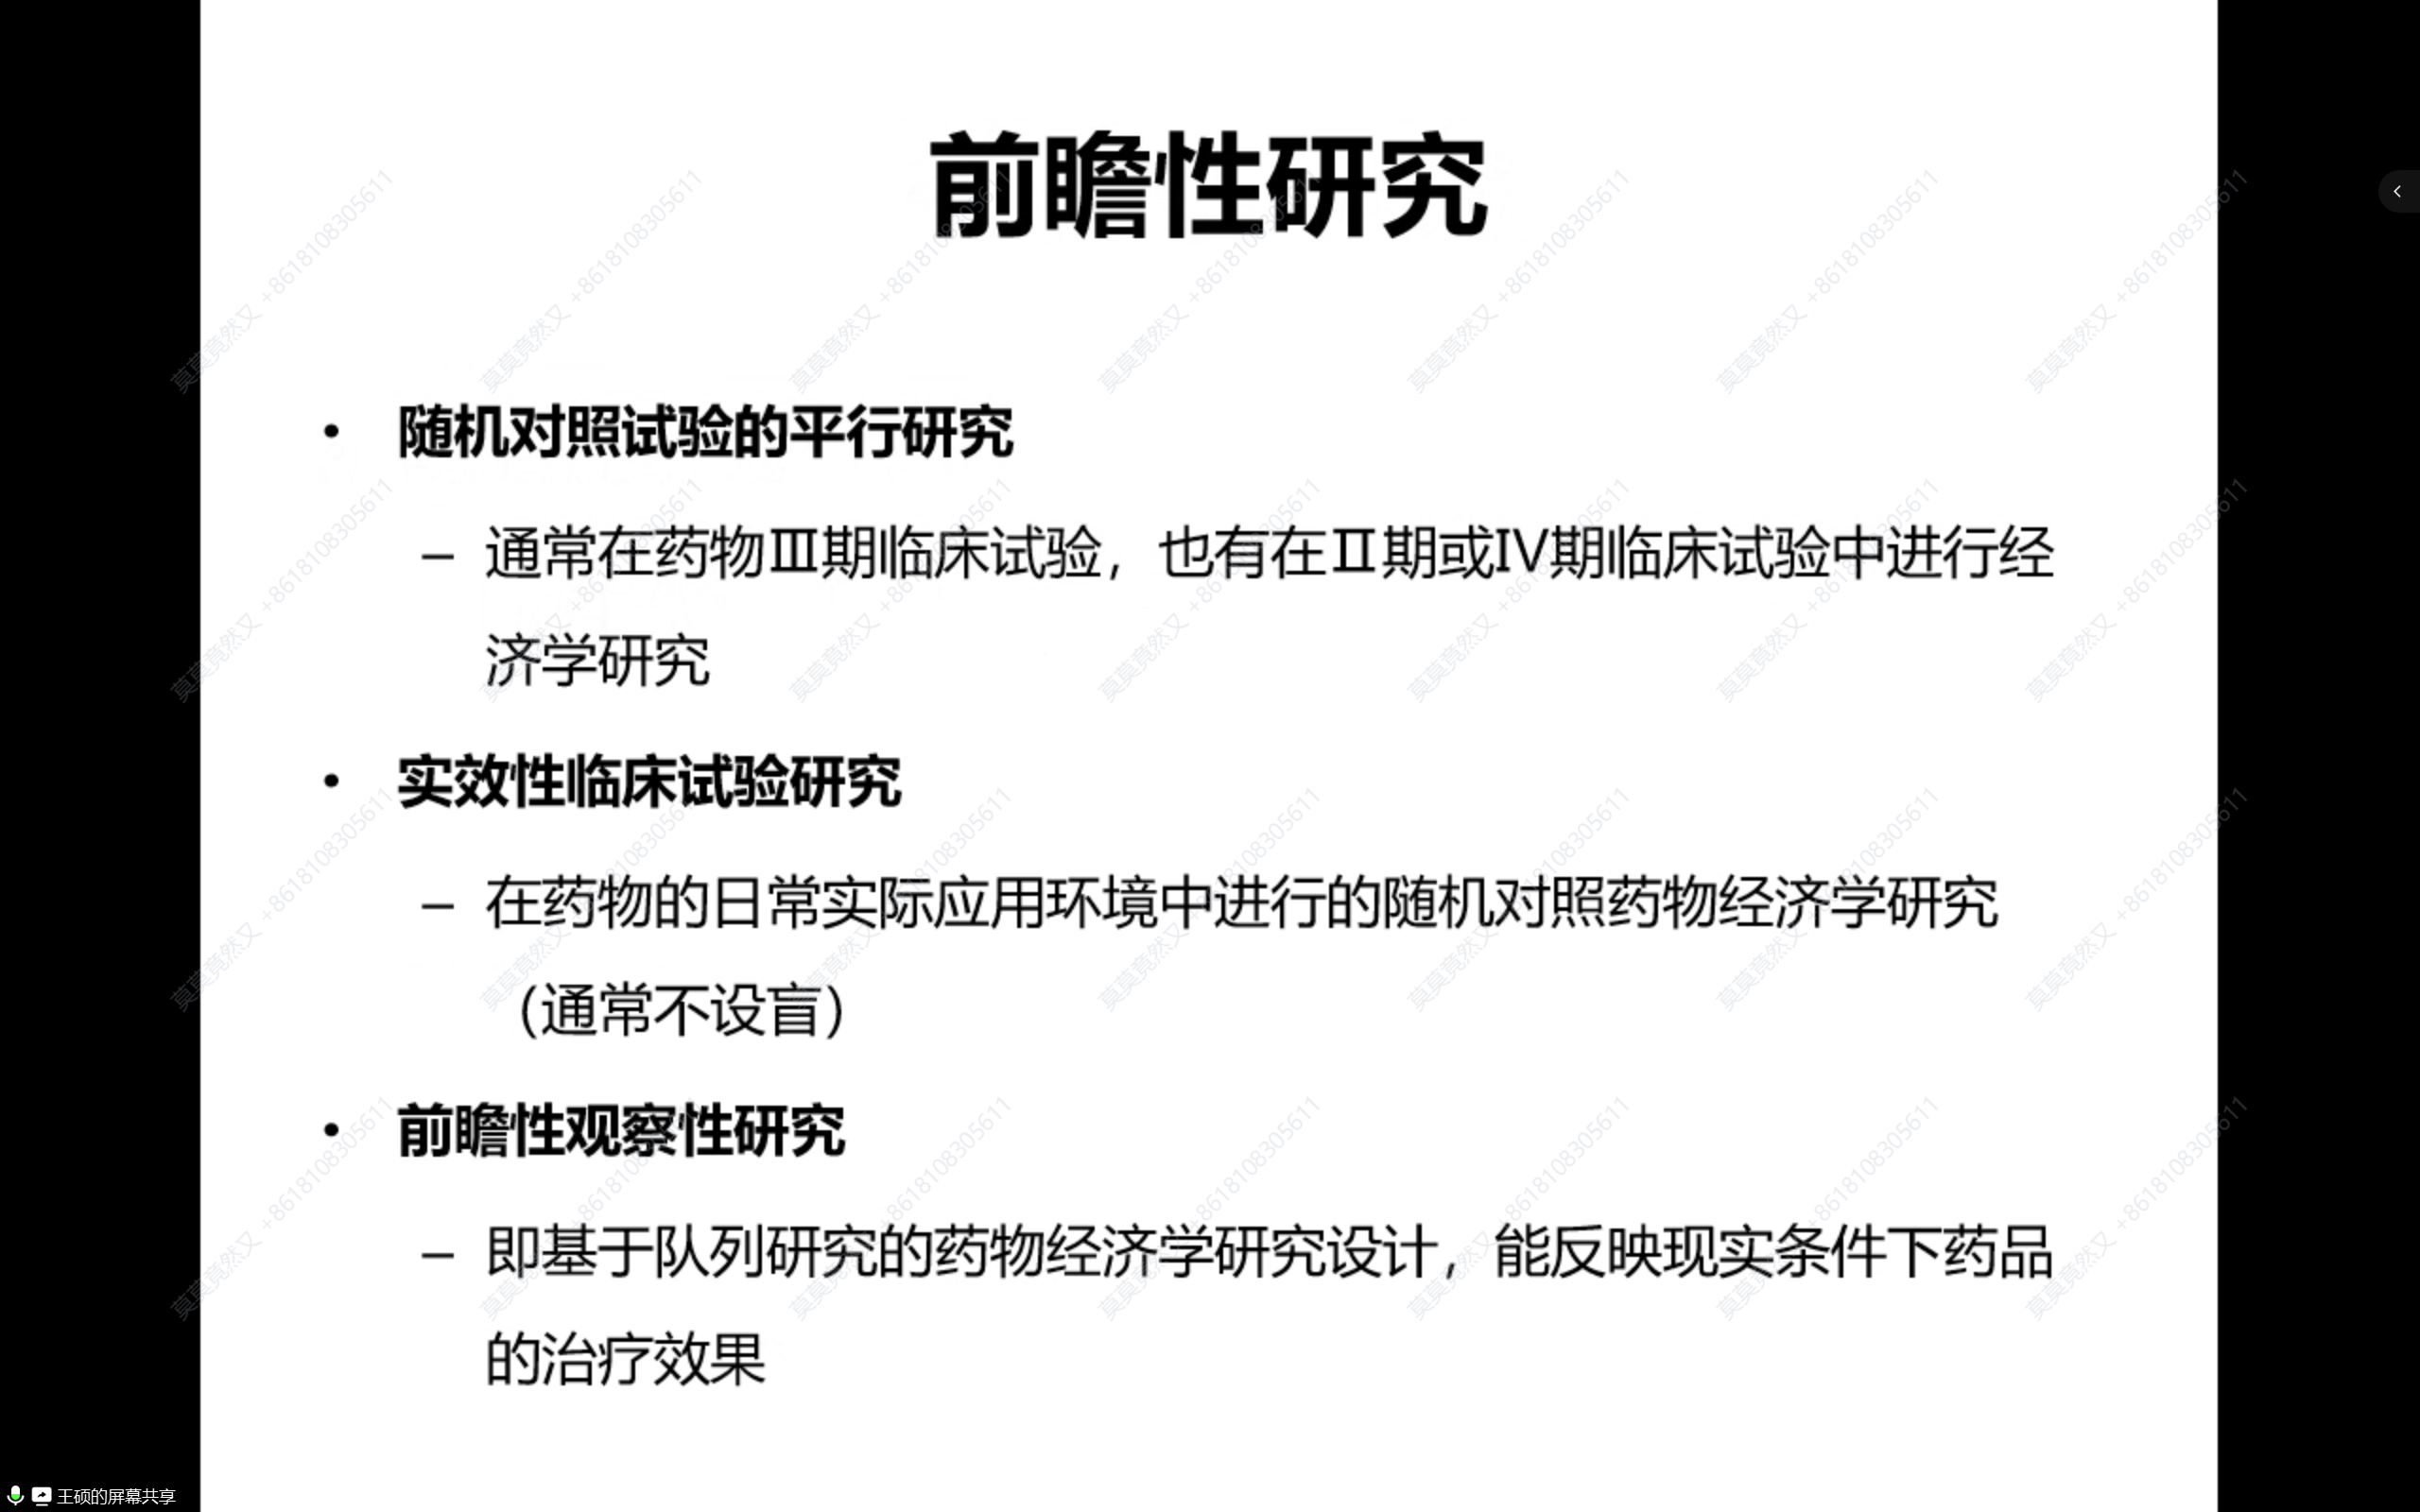 前瞻性研究
• 随机对照试验的平行研究
– 通常在药物Ⅲ期临床试验，也有在Ⅱ期或Ⅳ期临床试验中进行经
济学研究
• 实效性临床试验研究
– 在药物的日常实际应用环境中进行的随机对照药物经济学研究
（通常不设盲）
• 前瞻性观察性研究
– 即基于队列研究的药物经济学研究设计，能反映现实条件下药品
的治疗效果
王硕的屏幕共享
莫莫竟然又 +8618108305611